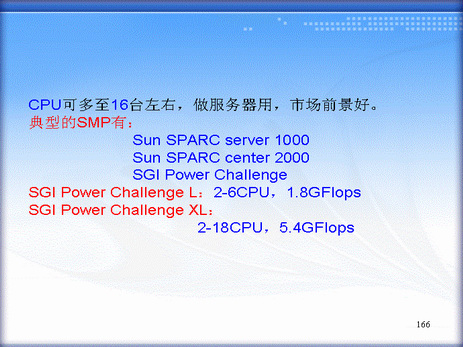 CPU可多至16台左右，做服务器用，市场前景好。
典型的SMP有：
Sun SPARC server 1000
Sun SPARC center 2000
SGI Power Challenge
SGI Power Challenge L：2-6CPU，1.8GFlops
SGI Power Challenge XL：
2-18CPU，5.4GFlops
166